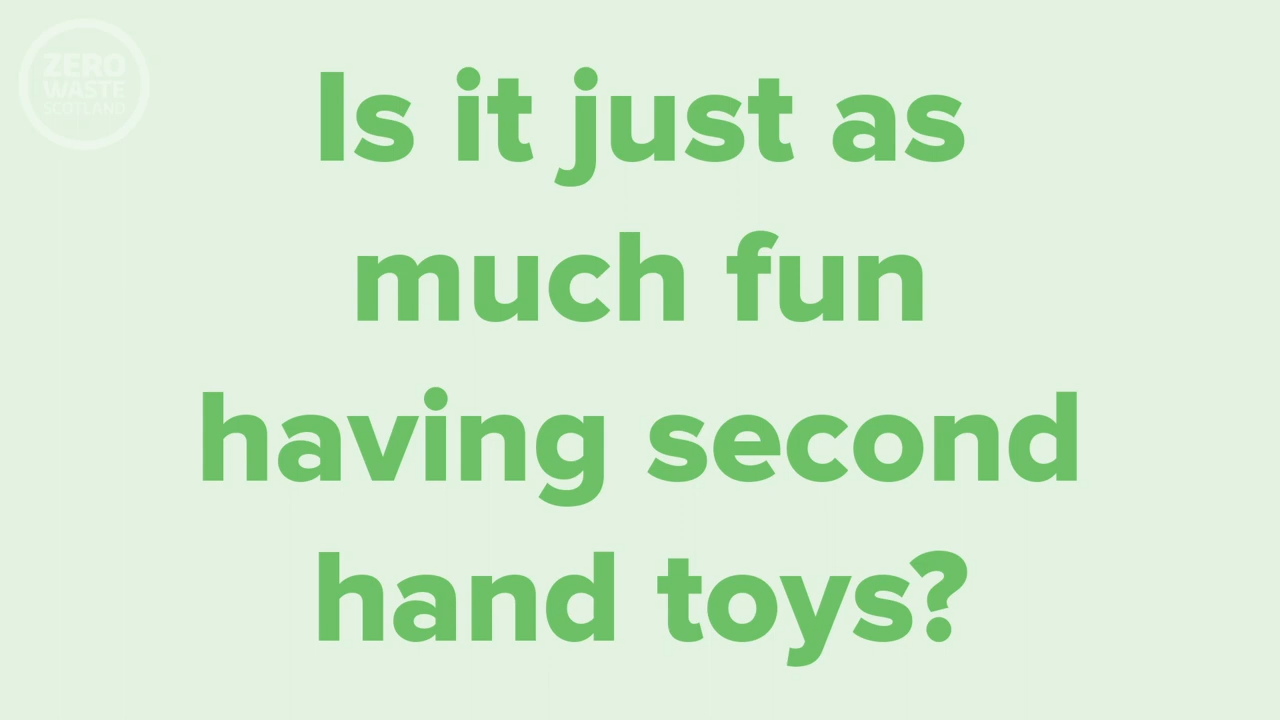 ZERO
WASTE
SCOTLAND
Is it just as
much fun
having second
hand toys?